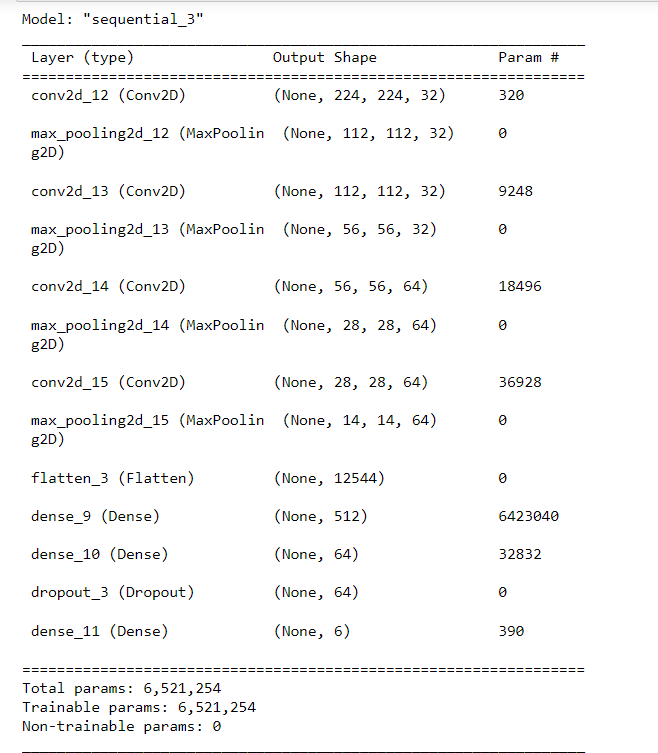 Model: "sequential_3"
Layer (type) Output Shape Param #
conv2d_12 (Conv2D) (None, 224, 224, 32) 320
max_pooling2d_12 (MaxPoolin (None, 112, 112, 32) 0
g2D)
conv2d_13 (Conv2D) (None, 112, 112, 32) 9248
max_pooling2d_13 (MaxPoolin (None, 56, 56, 32) 0
g2D)
conv2d_14 (Conv2D) (None, 56, 56, 64) 18496
max_pooling2d_14 (MaxPoolin (None, 28, 28, 64) 0
g2D)
conv2d_15 (Conv2D) (None, 28, 28, 64) 36928
max_pooling2d_15 (MaxPoolin (None, 14, 14, 64) 0
g2D)
flatten_3 (Flatten) (None, 12544) 0
dense_9 (Dense) (None, 512) 6423040
dense_10 (Dense) (None, 64) 32832
dropout_3 (Dropout) (None, 64) 0
dense_11 (Dense) (None, 6) 390
Total params: 6,521,254
Trainable params: 6,521,254
Non-trainable params: 0